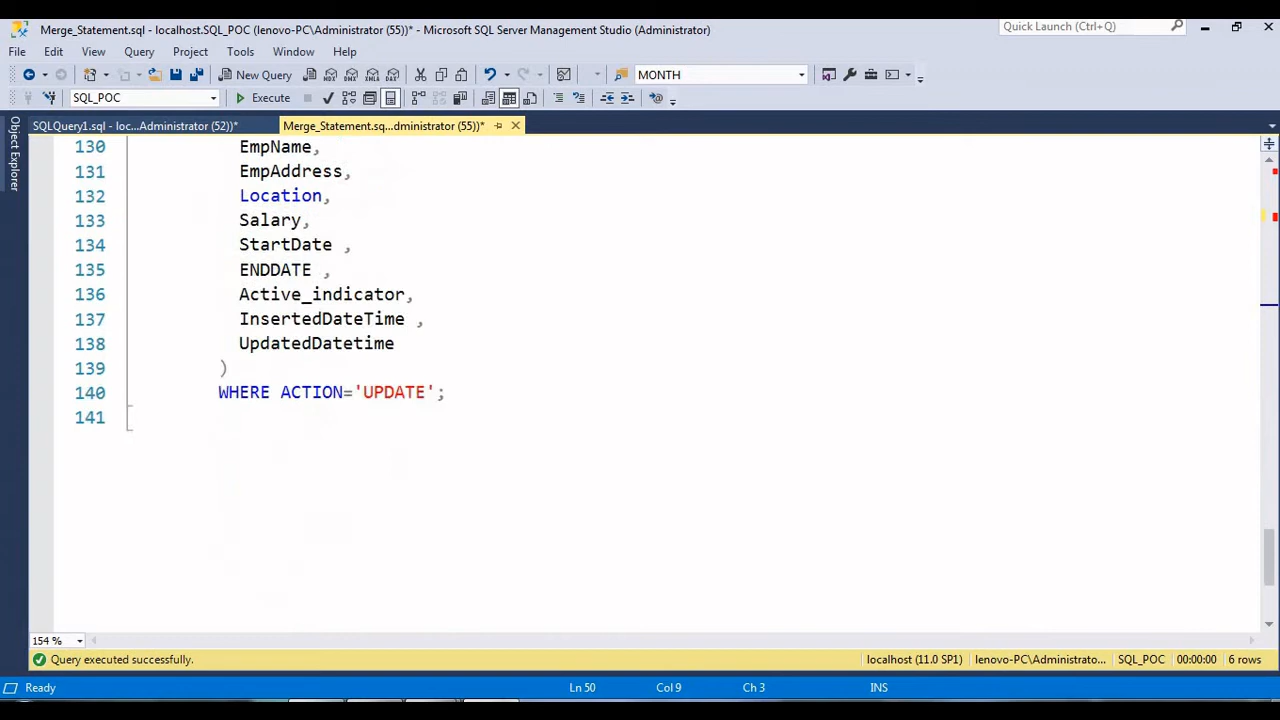 Merge_Statement.sql - localhost.SQL_POC (lenovo-PC\Administrator (55))* - Microsoft SQL Server Management Studio (Administrator)
Quick Launch (Ctrl+Q)
File Edit View Query Project Tools Window Help
New Query MONTH
SQL_POC Execute
SQLQuery1.sql - loc...Administrator (52))* Merge_Statement.sq...dministrator (55))*
Object Explorer
130 EmpName,
131 EmpAddress,
132 Location,
133 Salary,
134 StartDate ,
135 ENDDATE ,
136 Active_indicator,
137 InsertedDateTime ,
138 UpdatedDatetime
139 )
140 WHERE ACTION='UPDATE';
141
154 %
Query executed successfully. localhost (11.0 SP1) lenovo-PC\Administrato... SQL_POC 00:00:00 6 rows
Ready Ln 50 Col 9 Ch 3 INS